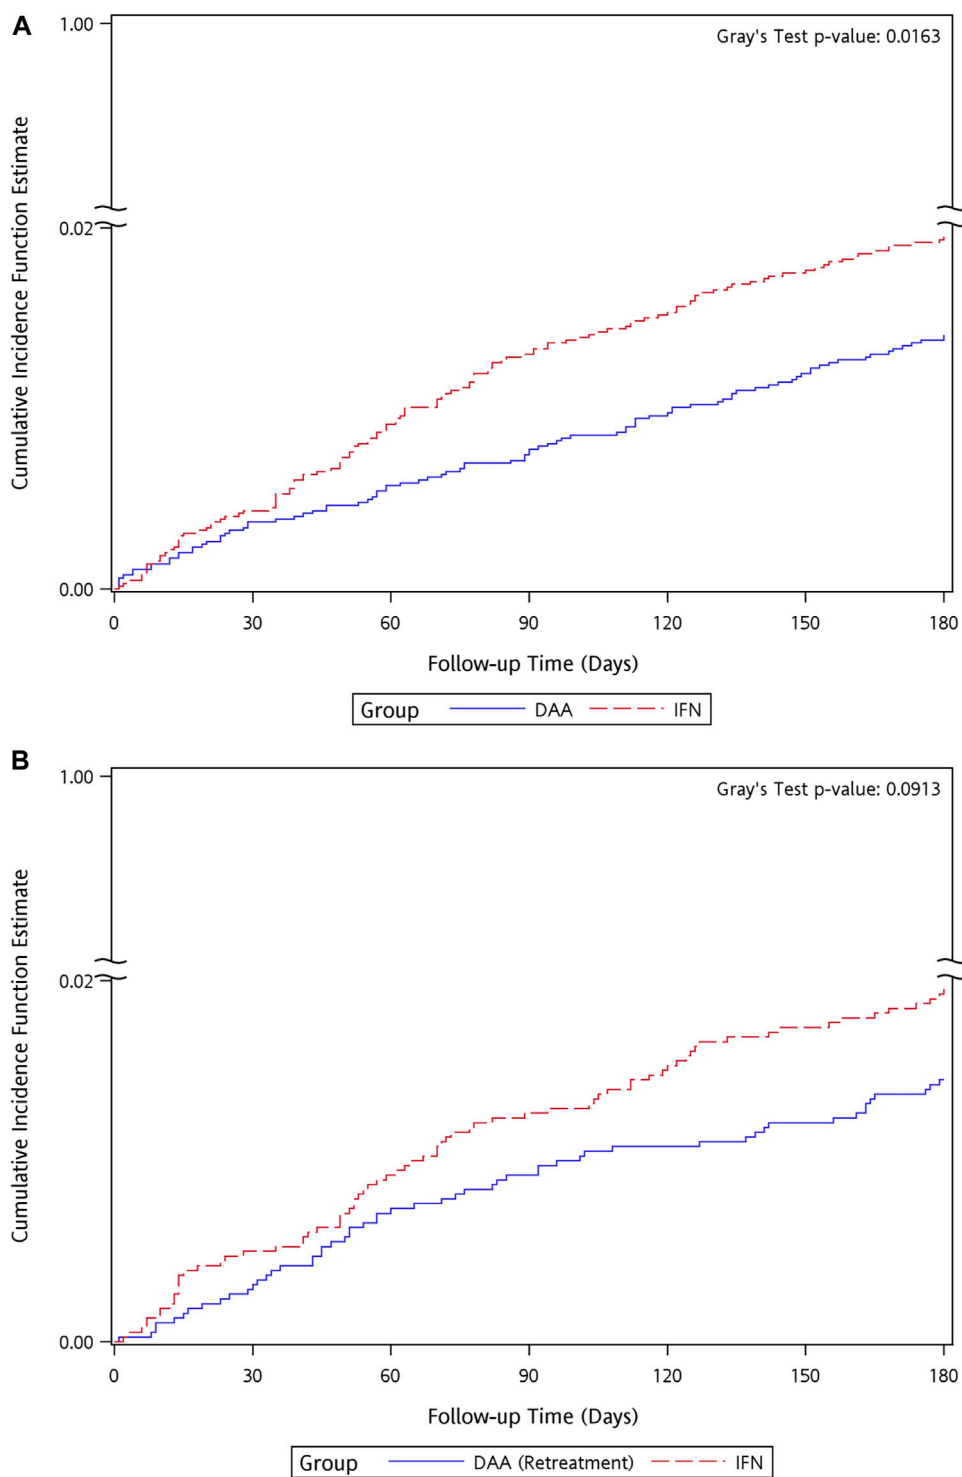 A
Gray's Test p-value: 0.0163
Cumulative Incidence Function Estimate
1.00
0.02
0.00
0 30 60 90 120 150 180
Follow-up Time (Days)
Group DAA IFN
B
Gray's Test p-value: 0.0913
Cumulative Incidence Function Estimate
1.00
0.02
0.00
0 30 60 90 120 150 180
Follow-up Time (Days)
Group DAA (Retreatment) IFN